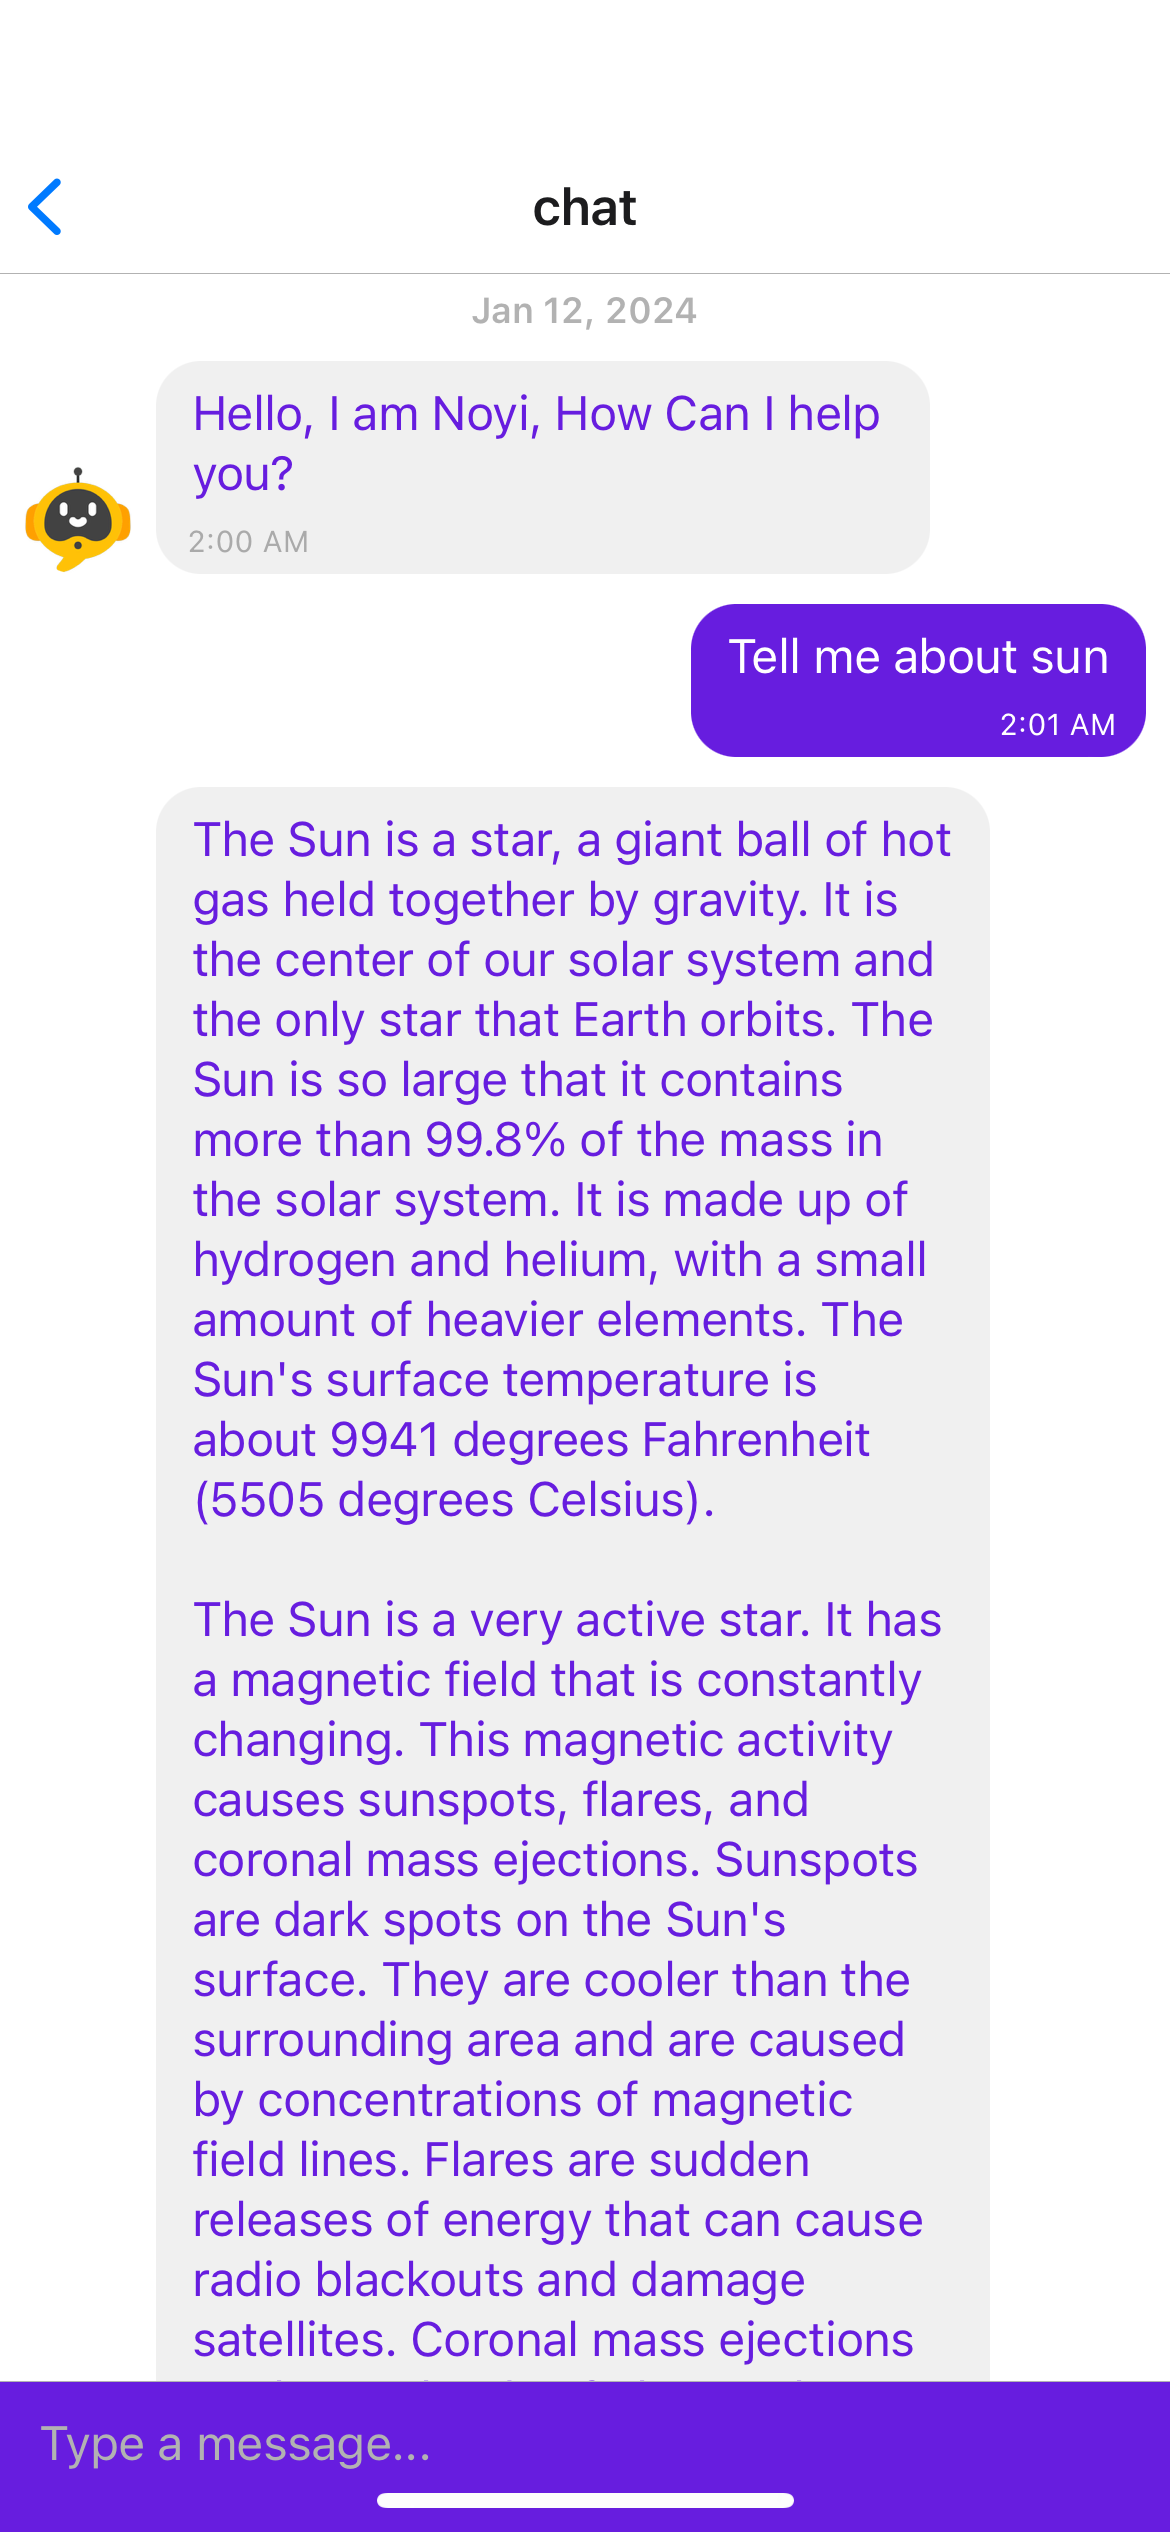 chat
Jan 12, 2024
Hello, I am Noyi, How Can I help
you?
2:00 AM
Tell me about sun
2:01 AM
The Sun is a star, a giant ball of hot
gas held together by gravity. It is
the center of our solar system and
the only star that Earth orbits. The
Sun is so large that it contains
more than 99.8% of the mass in
the solar system. It is made up of
hydrogen and helium, with a small
amount of heavier elements. The
Sun's surface temperature is
about 9941 degrees Fahrenheit
(5505 degrees Celsius).
The Sun is a very active star. It has
a magnetic field that is constantly
changing. This magnetic activity
causes sunspots, flares, and
coronal mass ejections. Sunspots
are dark spots on the Sun's
surface. They are cooler than the
surrounding area and are caused
by concentrations of magnetic
field lines. Flares are sudden
releases of energy that can cause
radio blackouts and damage
satellites. Coronal mass ejections
Type a message...